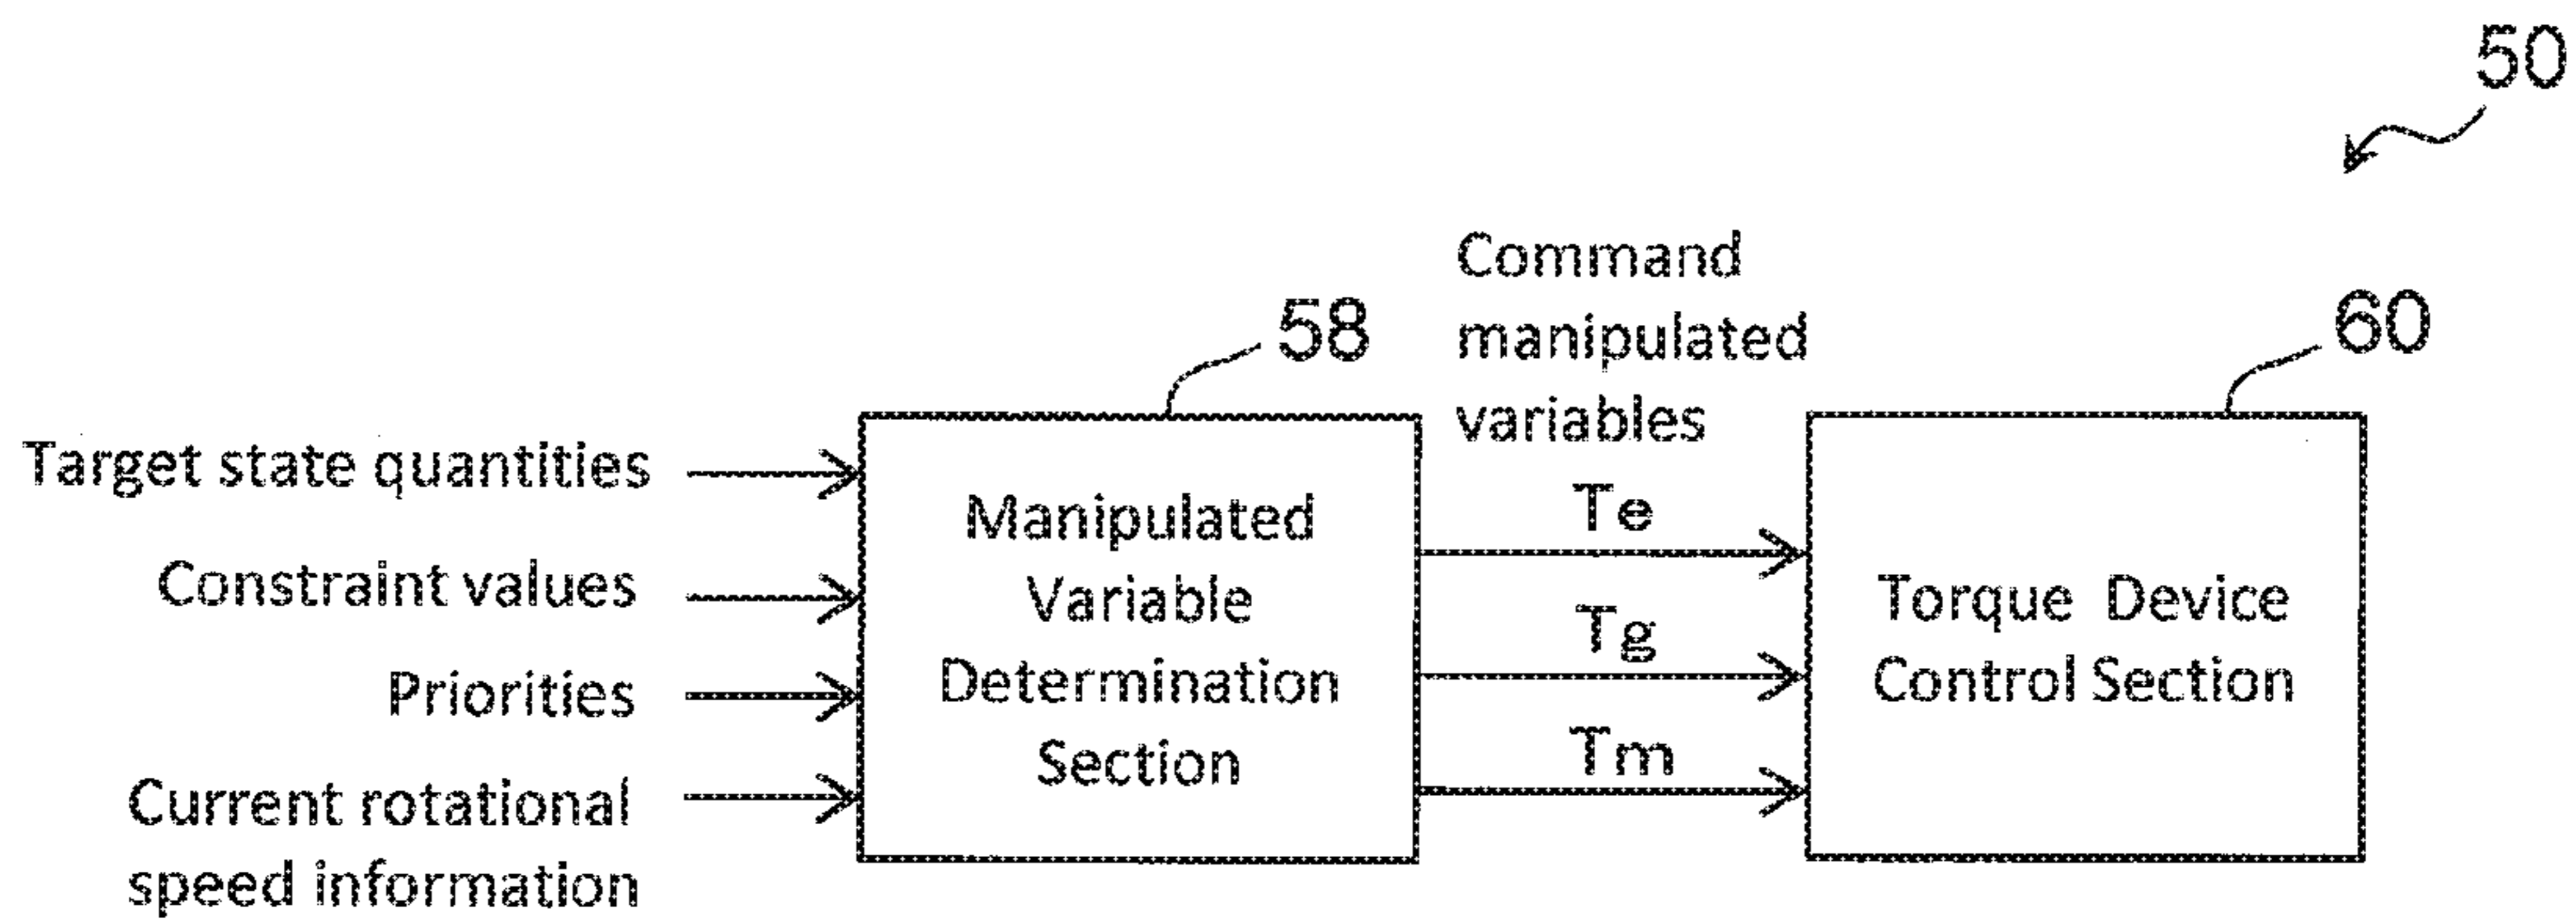 50
Command
manipulated
variables
58
60
Target state quantities
Constraint values
Priorities
Current rotational
speed information
Manipulated
Variable
Determination
Section
Te
Tg
Tm
Torque Device
Control Section